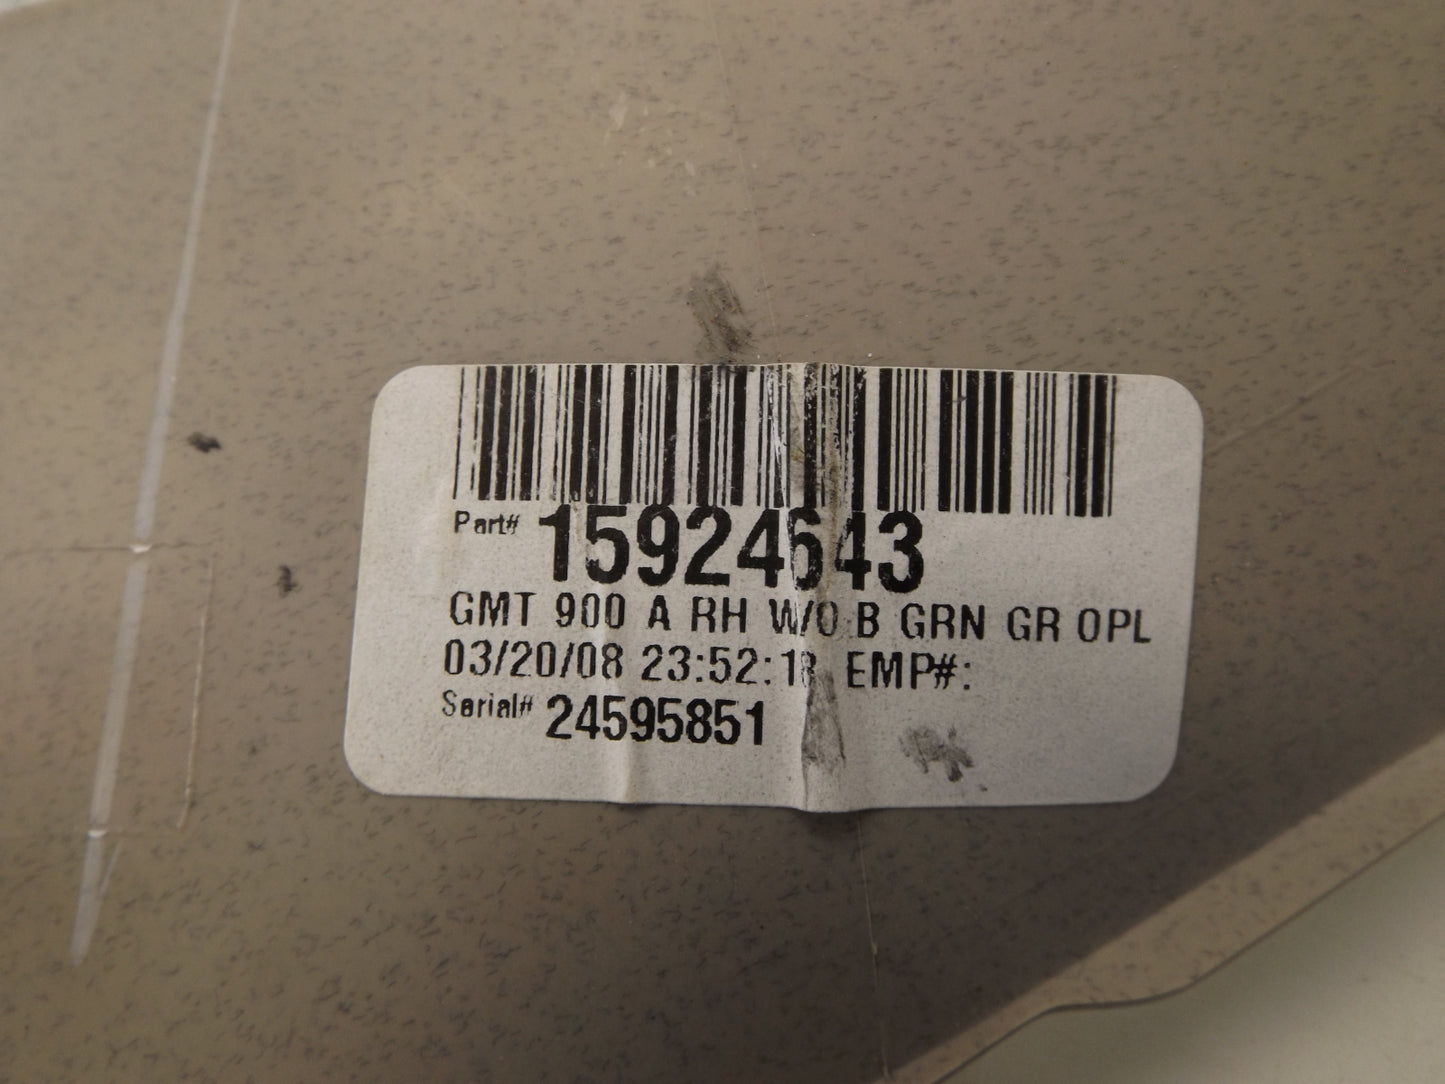 Part# 15924643
GMT 900 A RH W/O B GRN GR OPL
03/20/08 23:52:18 EMP#:
Serial# 24595851